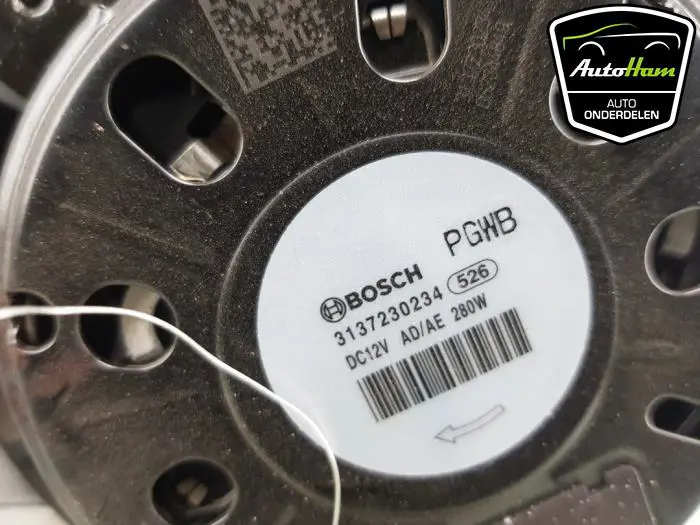 AutoHam
AUTO
ONDERDELEN
PGWB
BOSCH
3137230234 526
DC12V AD/AE 280W